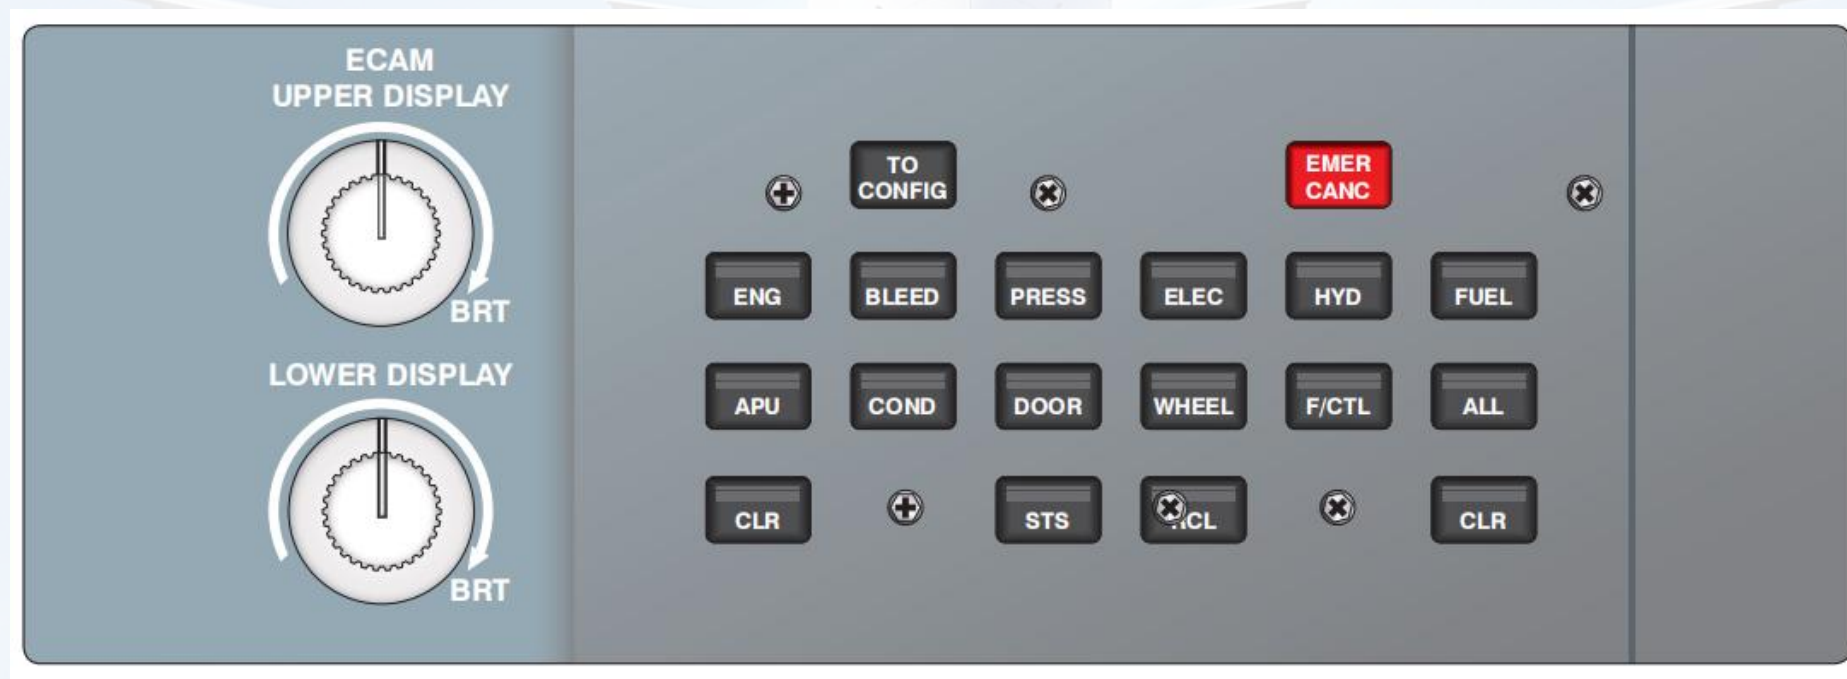 ECAM
UPPER DISPLAY
BRT
LOWER DISPLAY
BRT
TO
CONFIG
EMER
CANC
ENG BLEED PRESS ELEC HYD FUEL
APU COND DOOR WHEEL F/CTL ALL
CLR STS CLR